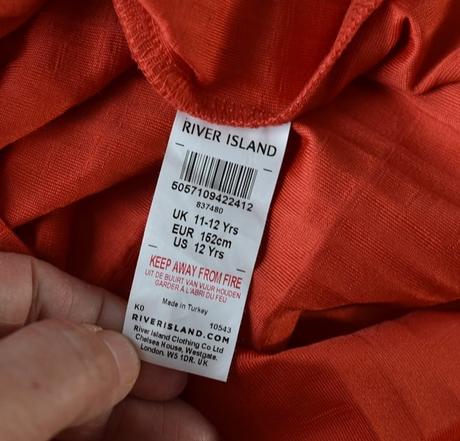 RIVER ISLAND
5057109422412
837480
UK 11-12 Yrs
EUR 152cm
US 12 Yrs
KEEP AWAY FROM FIRE
UIT DE BUURT VAN VUUR HOUDEN
GARDER À L'ABRI DU FEU
Made in Turkey
K0 10543
RIVERISLAND.COM
River Island Clothing Co Ltd
Chelsea House, Westgate,
London. W5 1DR. UK